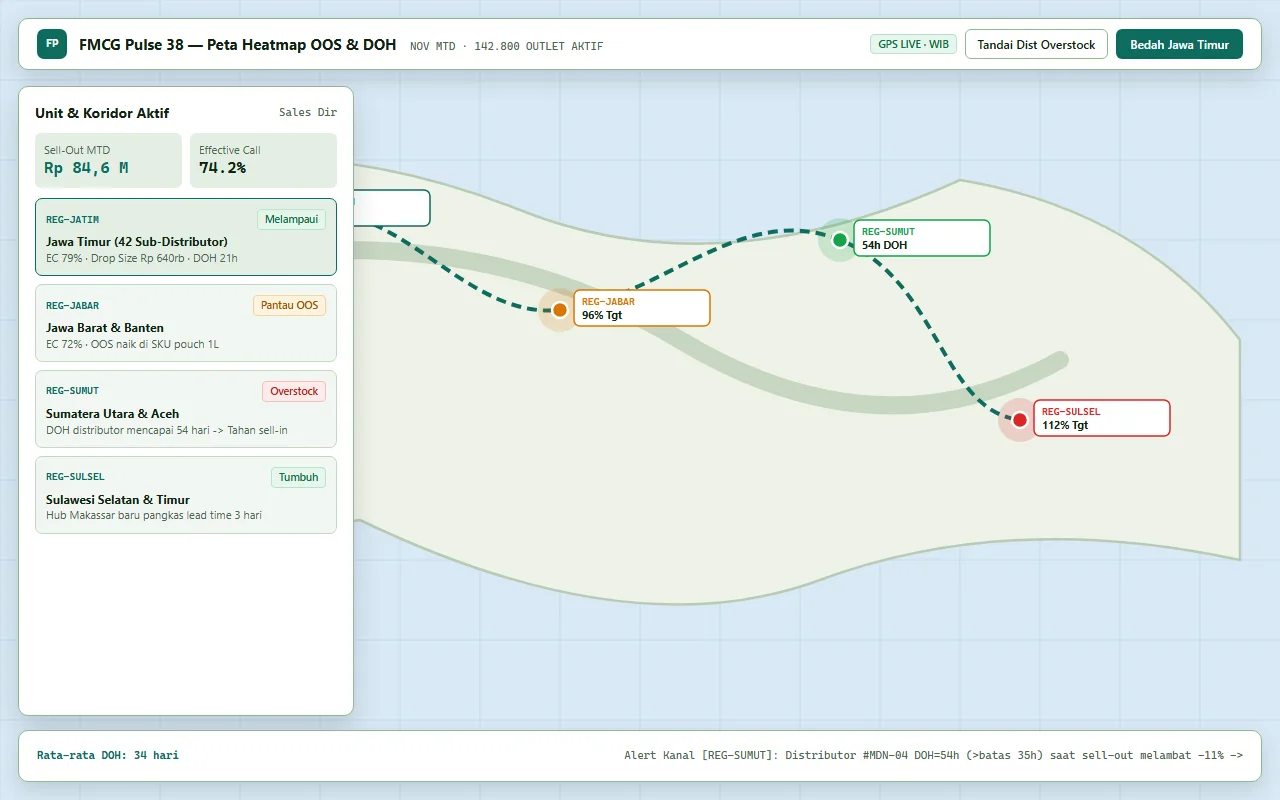 FP
FMCG Pulse 38 — Peta Heatmap OOS & DOH
NOV MTD · 142.800 OUTLET AKTIF
GPS LIVE · WIB
Tandai Dist Overstock
Bedah Jawa Timur
Unit & Koridor Aktif
Sales Dir
Sell-Out MTD
Rp 84,6 M
Effective Call
74.2%
REG-JATIM
Melampaui
Jawa Timur (42 Sub-Distributor)
EC 79% · Drop Size Rp 640rb · DOH 21h
REG-JABAR
Pantau OOS
Jawa Barat & Banten
EC 72% · OOS naik di SKU pouch 1L
REG-SUMUT
Overstock
Sumatera Utara & Aceh
DOH distributor mencapai 54 hari -> Tahan sell-in
REG-SULSEL
Tumbuh
Sulawesi Selatan & Timur
Hub Makassar baru pangkas lead time 3 hari
REG-JABAR
96% Tgt
REG-SUMUT
54h DOH
REG-SULSEL
112% Tgt
Rata-rata DOH: 34 hari
Alert Kanal [REG-SUMUT]: Distributor #MDN-04 DOH=54h (>batas 35h) saat sell-out melambat -11% ->